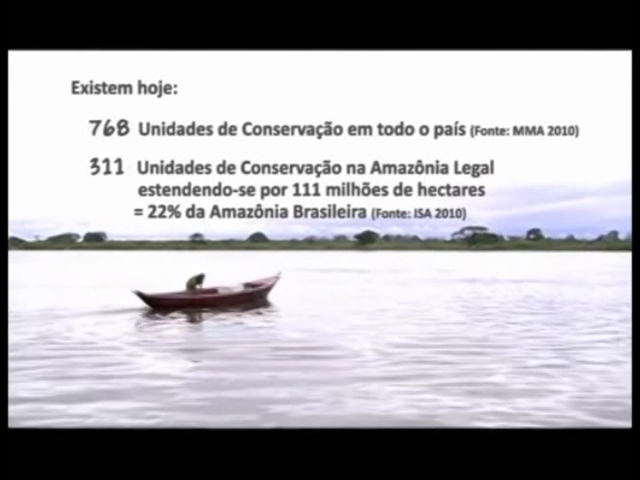 Existem hoje:
768 Unidades de Conservação em todo o país (Fonte: MMA 2010)
311 Unidades de Conservação na Amazônia Legal
estendendo-se por 111 milhões de hectares
= 22% da Amazônia Brasileira (Fonte: ISA 2010)